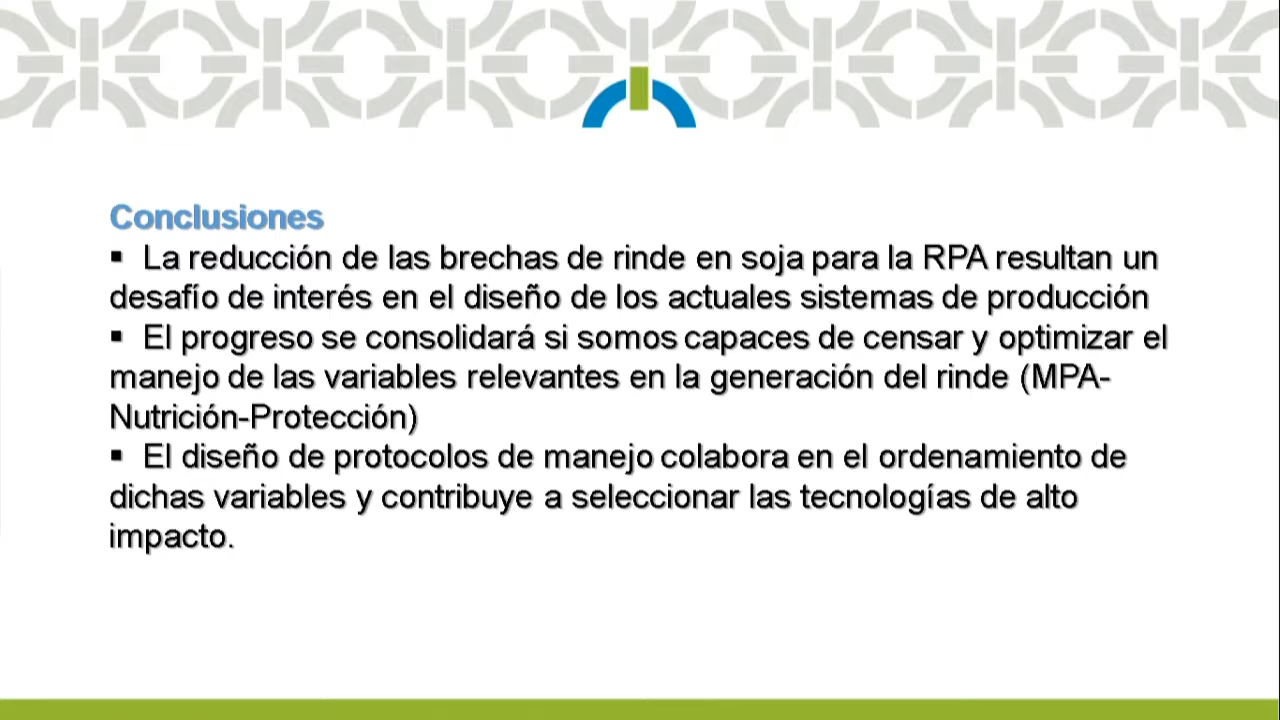 Conclusiones
▪ La reducción de las brechas de rinde en soja para la RPA resultan un
desafío de interés en el diseño de los actuales sistemas de producción
▪ El progreso se consolidará si somos capaces de censar y optimizar el
manejo de las variables relevantes en la generación del rinde (MPA-
Nutrición-Protección)
▪ El diseño de protocolos de manejo colabora en el ordenamiento de
dichas variables y contribuye a seleccionar las tecnologías de alto
impacto.